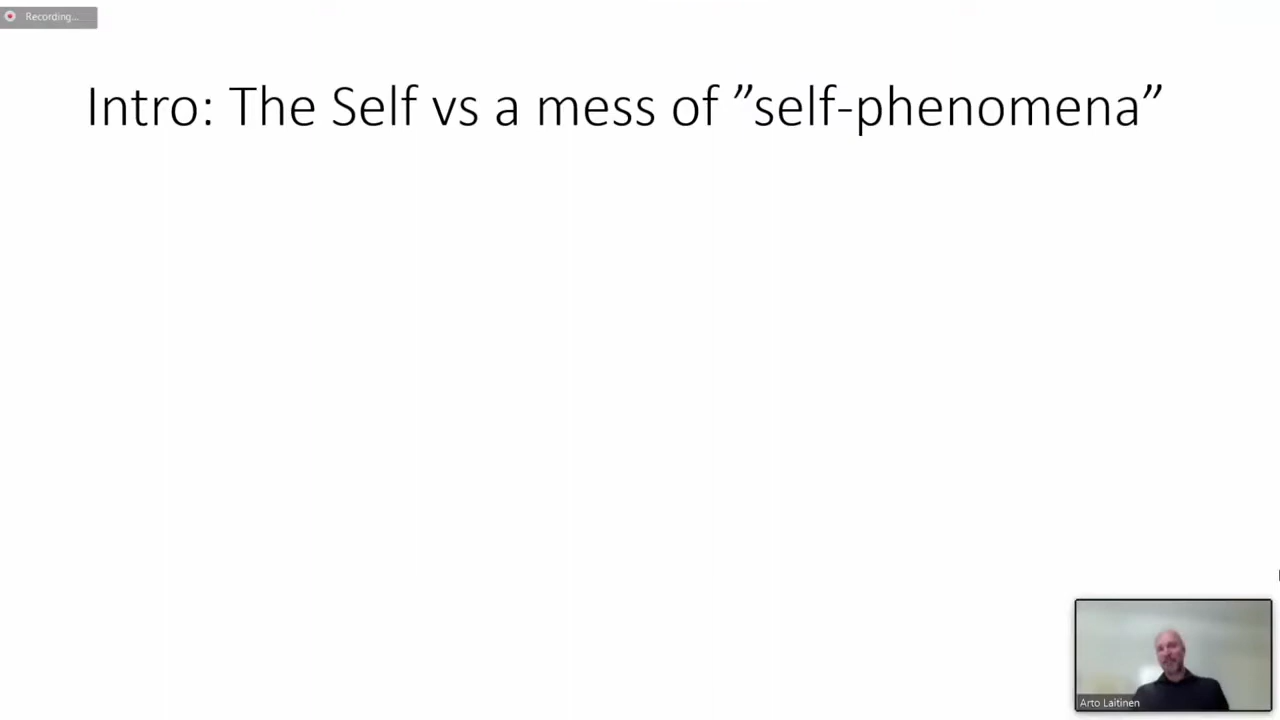 Recording...
Intro: The Self vs a mess of ”self-phenomena”
Arto Laitinen